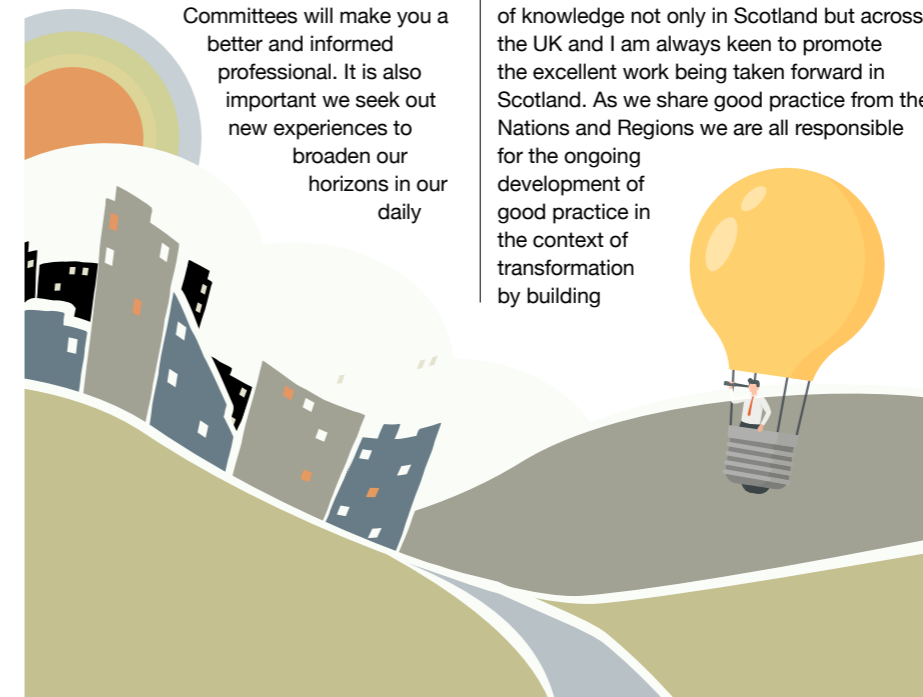 Committees will make you a
better and informed
professional. It is also
important we seek out
new experiences to
broaden our
horizons in our
daily
of knowledge not only in Scotland but across
the UK and I am always keen to promote
the excellent work being taken forward in
Scotland. As we share good practice from the
Nations and Regions we are all responsible
for the ongoing
development of
good practice in
the context of
transformation
by building